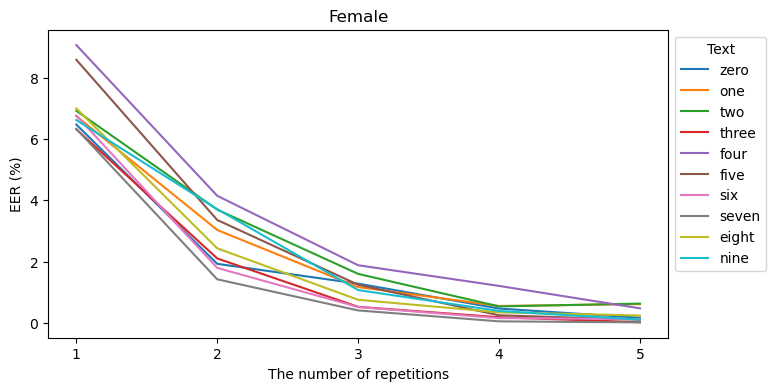 Female
EER (%)
8
6
4
2
0
1 2 3 4 5
The number of repetitions
Text
zero
one
two
three
four
five
six
seven
eight
nine